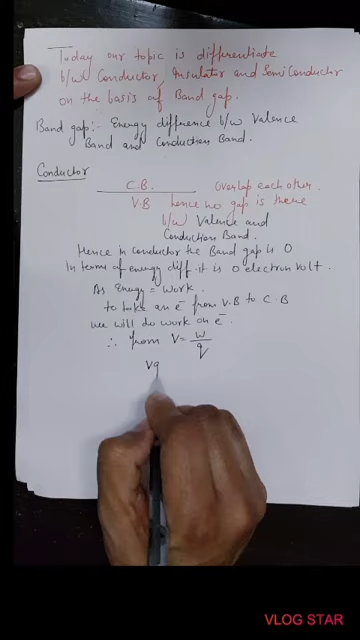 Today our topic is differentiate
b/w Conductor, Insulator and SemiConductor
on the basis of Band gap.
Band gap:- Energy difference b/w Valence
Band and Conduction Band.
Conductor
C.B. overlap each other.
V.B hence no gap is there
b/w Valence and
Conduction Band.
Hence in conductor the Band gap is 0
In terms of energy diff. it is 0 electron volt.
As Energy = Work.
to take an e⁻ from V.B to C.B
we will do work on e⁻.
∴ from V = W/q
Vq
VLOG STAR